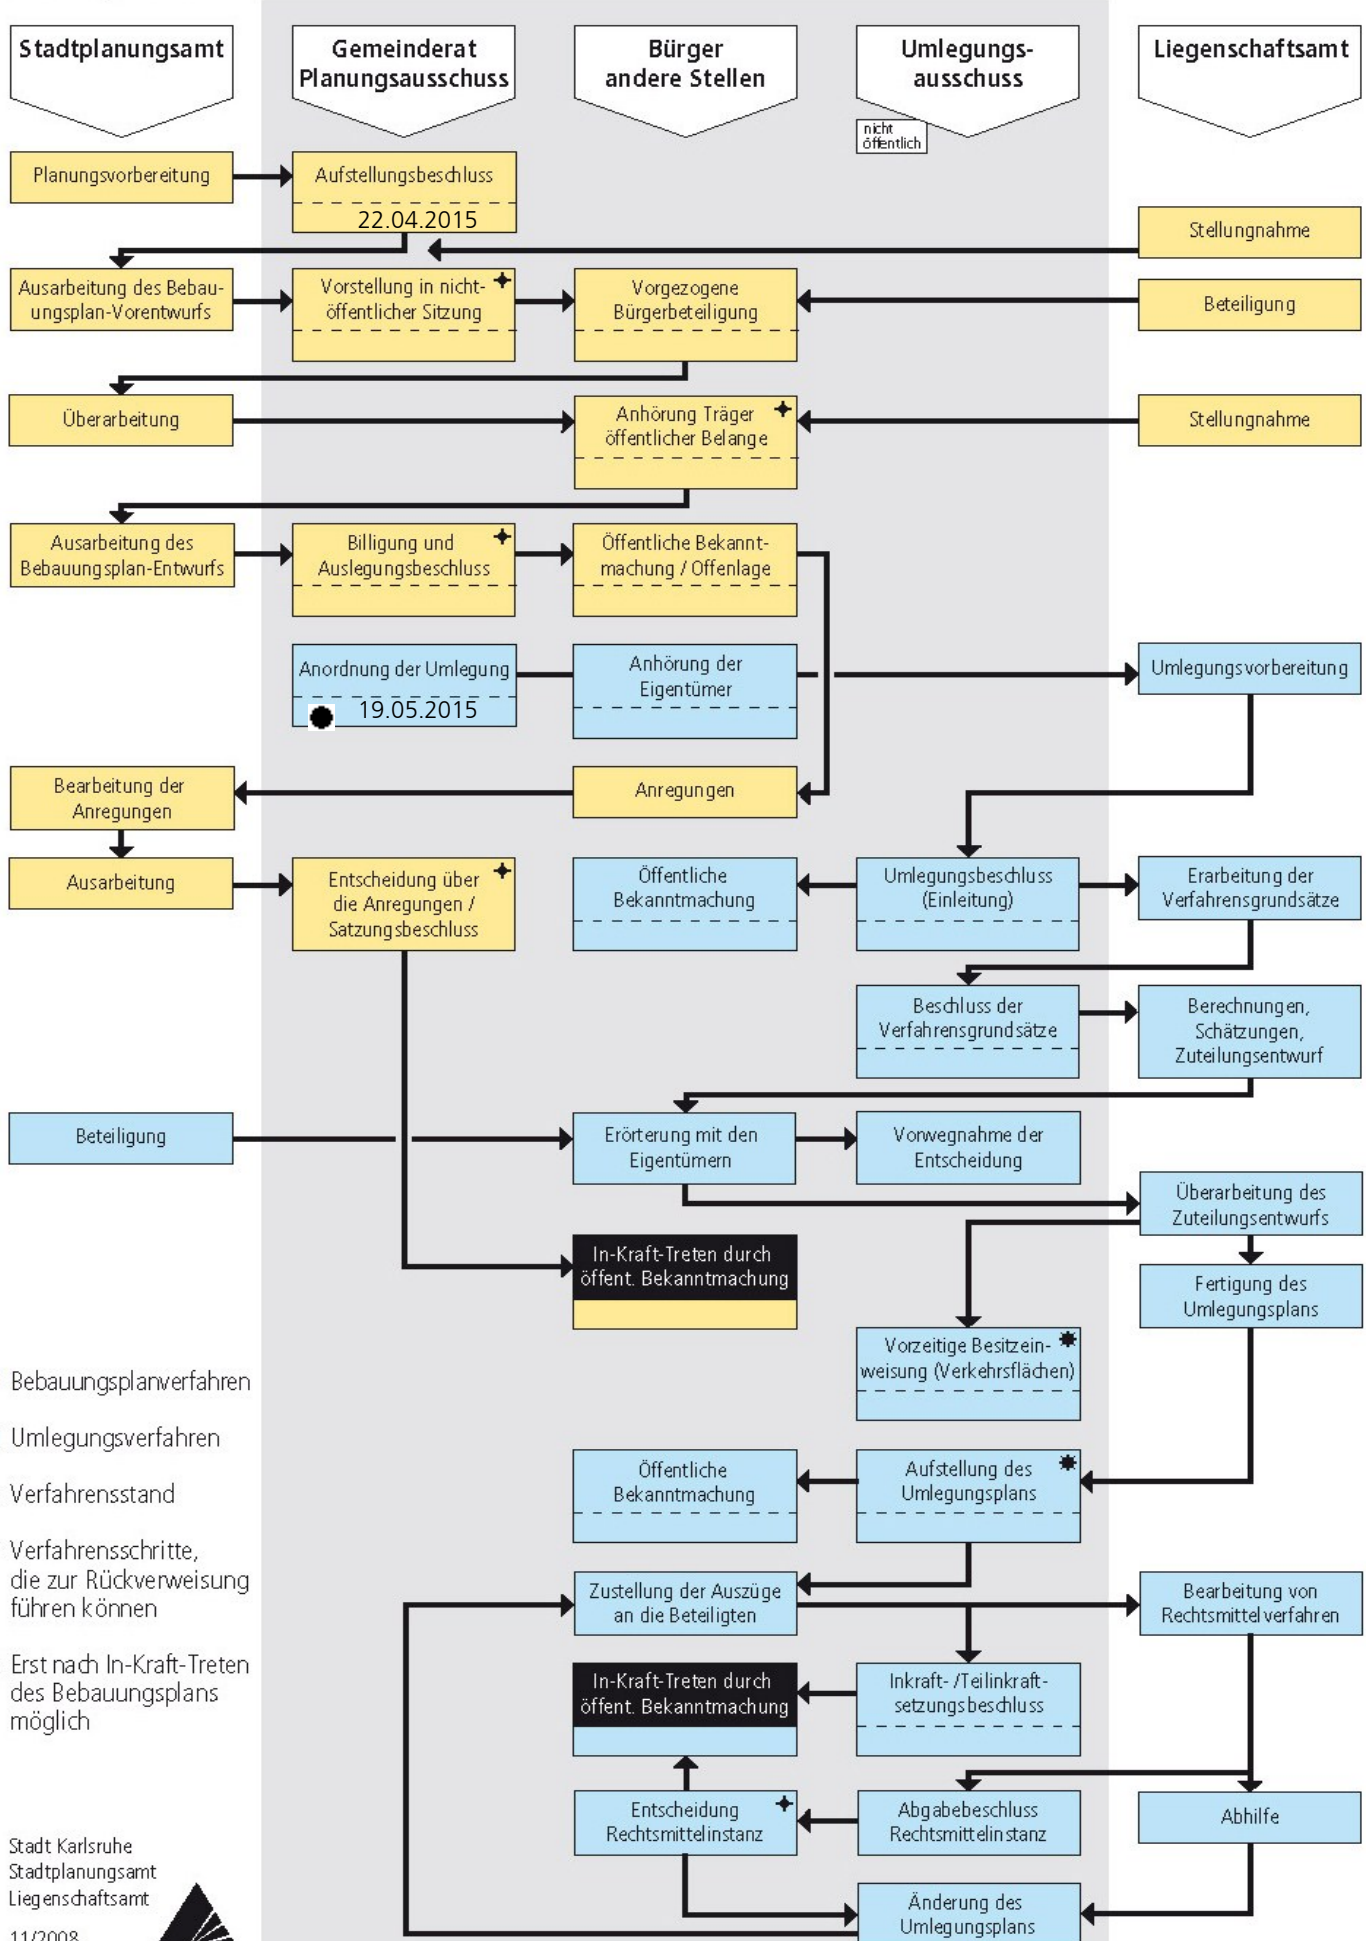 Stadtplanungsamt
Gemeinderat
Planungsausschuss
Bürger
andere Stellen
Umlegungs-
ausschuss
Liegenschaftsamt
nicht
öffentlich
Planungsvorbereitung
Aufstellungsbeschluss
22.04.2015
Stellungnahme
Ausarbeitung des Bebau-
ungsplan-Vorentwurfs
Vorstellung in nicht-
öffentlicher Sitzung
Vorgezogene
Bürgerbeteiligung
Beteiligung
Überarbeitung
Anhörung Träger
öffentlicher Belange
Stellungnahme
Ausarbeitung des
Bebauungsplan-Entwurfs
Billigung und
Auslegungsbeschluss
Öffentliche Bekannt-
machung / Offenlage
Anordnung der Umlegung
19.05.2015
Anhörung der
Eigentümer
Umlegungsvorbereitung
Bearbeitung der
Anregungen
Anregungen
Ausarbeitung
Entscheidung über
die Anregungen /
Satzungsbeschluss
Öffentliche
Bekanntmachung
Umlegungsbeschluss
(Einleitung)
Erarbeitung der
Verfahrensgrundsätze
Beschluss der
Verfahrensgrundsätze
Berechnungen,
Schätzungen,
Zuteilungsentwurf
Beteiligung
Erörterung mit den
Eigentümern
Vorwegnahme der
Entscheidung
Überarbeitung des
Zuteilungsentwurfs
In-Kraft-Treten durch
öffent. Bekanntmachung
Fertigung des
Umlegungsplans
Vorzeitige Besitzein-
weisung (Verkehrsflächen)
Bebauungsplanverfahren
Umlegungsverfahren
Verfahrensstand
Verfahrensschritte,
die zur Rückverweisung
führen können
Erst nach In-Kraft-Treten
des Bebauungsplans
möglich
Öffentliche
Bekanntmachung
Aufstellung des
Umlegungsplans
Zustellung der Auszüge
an die Beteiligten
Bearbeitung von
Rechtsmittelverfahren
In-Kraft-Treten durch
öffent. Bekanntmachung
Inkraft- /Teilinkraft-
setzungsbeschluss
Entscheidung
Rechtsmittelinstanz
Abgabebeschluss
Rechtsmittelinstanz
Abhilfe
Änderung des
Umlegungsplans
Stadt Karlsruhe
Stadtplanungsamt
Liegenschaftsamt
11/2008